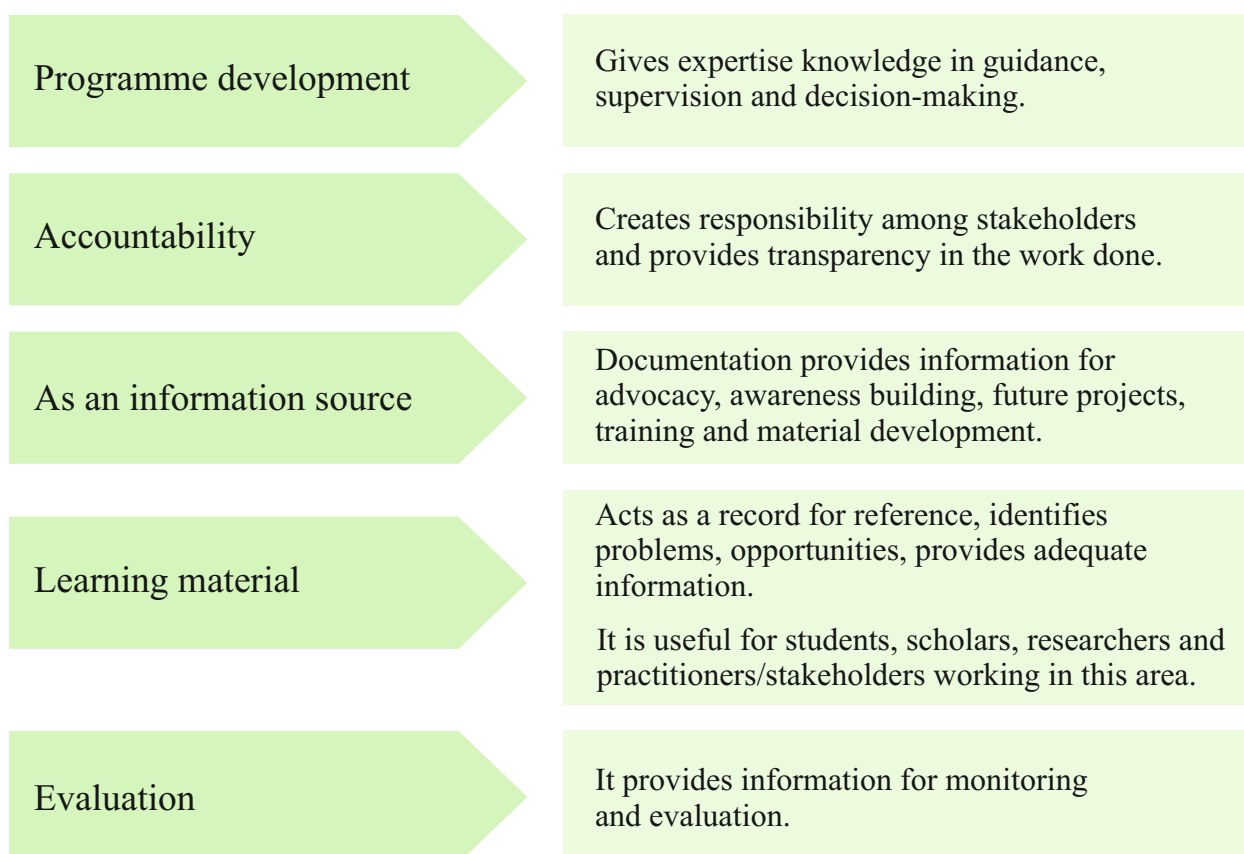 Programme development
Gives expertise knowledge in guidance,
supervision and decision-making.
Accountability
Creates responsibility among stakeholders
and provides transparency in the work done.
As an information source
Documentation provides information for
advocacy, awareness building, future projects,
training and material development.
Learning material
Acts as a record for reference, identifies
problems, opportunities, provides adequate
information.
It is useful for students, scholars, researchers and
practitioners/stakeholders working in this area.
Evaluation
It provides information for monitoring
and evaluation.